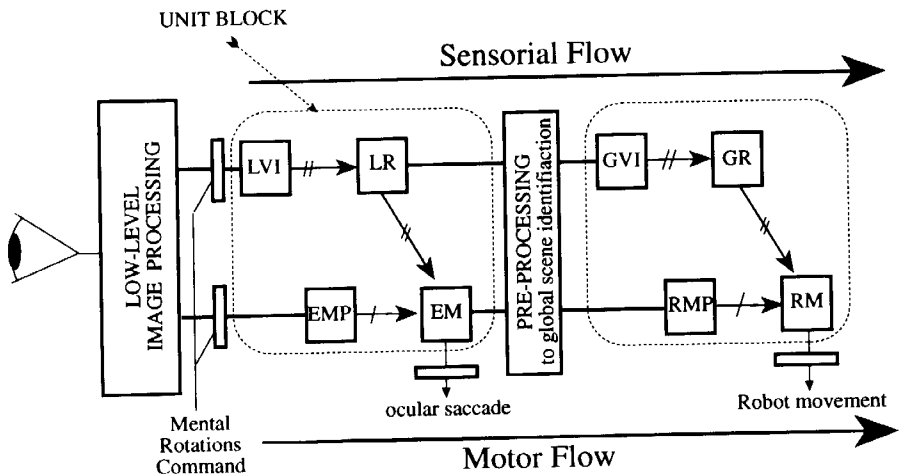 UNIT BLOCK
Sensorial Flow
LOW-LEVEL
IMAGE PROCESSING
LVI
LR
PRE-PROCESSING
to global scene identifiaction
GVI
GR
EMP
EM
RMP
RM
ocular saccade
Robot movement
Mental
Rotations
Command
Motor Flow